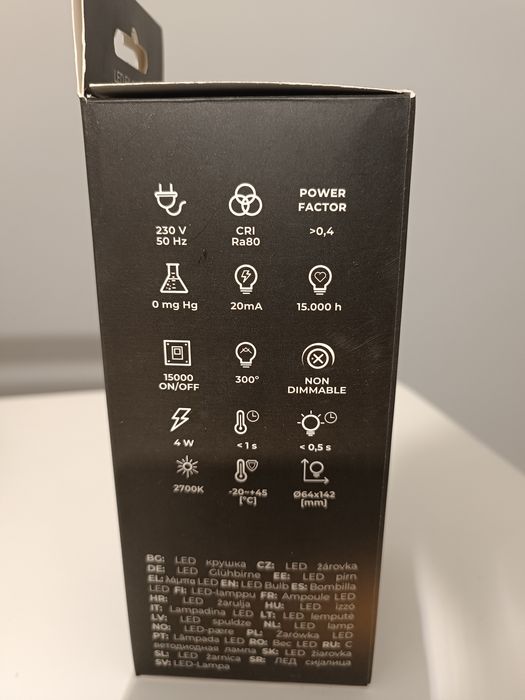 LED
230 V
50 Hz
CRI
Ra80
POWER
FACTOR
>0,4
0 mg Hg
20mA
15.000 h
15000
ON/OFF
300°
NON
DIMMABLE
4 W
< 1 s
< 0,5 s
2700K
-20~+45
[°C]
Ø64x142
[mm]
BG: LED крушка CZ: LED žárovka
DE: LED Glühbirne EE: LED pirn
EL: λάμπα LED EN: LED Bulb ES: Bombilla
LED FI: LED-lamppu FR: Ampoule LED
HR: LED žarulja HU: LED izzó
IT: Lampadina LED LT: LED lemputė
LV: LED spuldze NL: LED lamp
NO: LED-pære PL: Żarówka LED
PT: Lâmpada LED RO: Bec LED RU: С
ветодиодная лампа SK: LED žiarovka
SL: LED žarnica SR: ЛЕД сијалица
SV: LED-Lampa